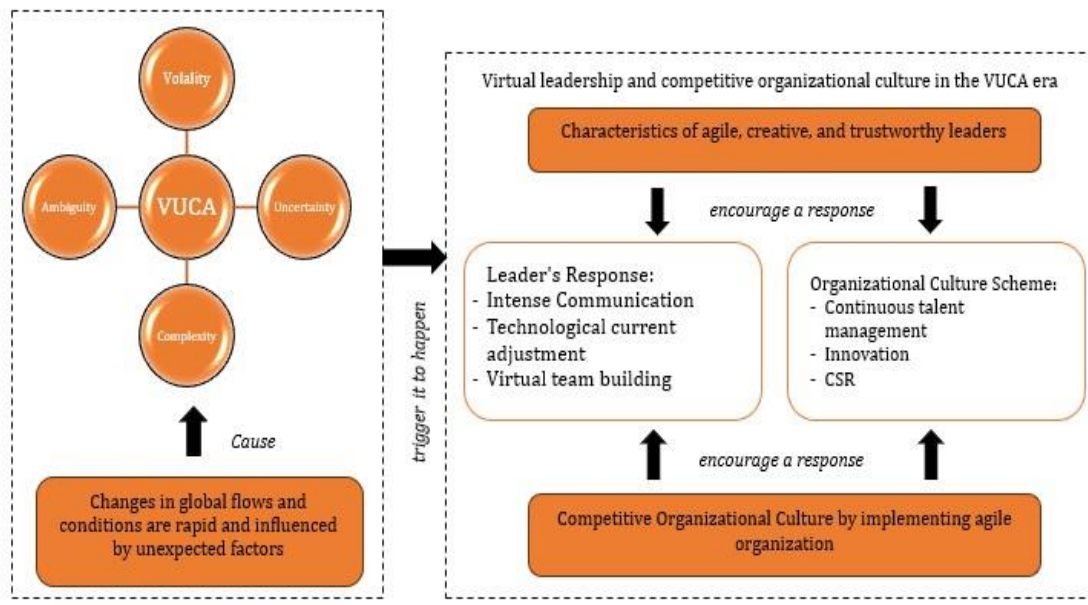 Volality
Ambiguity
VUCA
Uncertainty
Complexity
Cause
Changes in global flows and
conditions are rapid and influenced
by unexpected factors
trigger it to happen
Virtual leadership and competitive organizational culture in the VUCA era
Characteristics of agile, creative, and trustworthy leaders
encourage a response
Leader's Response:
- Intense Communication
- Technological current
adjustment
- Virtual team building
Organizational Culture Scheme:
- Continuous talent
management
- Innovation
- CSR
encourage a response
Competitive Organizational Culture by implementing agile
organization